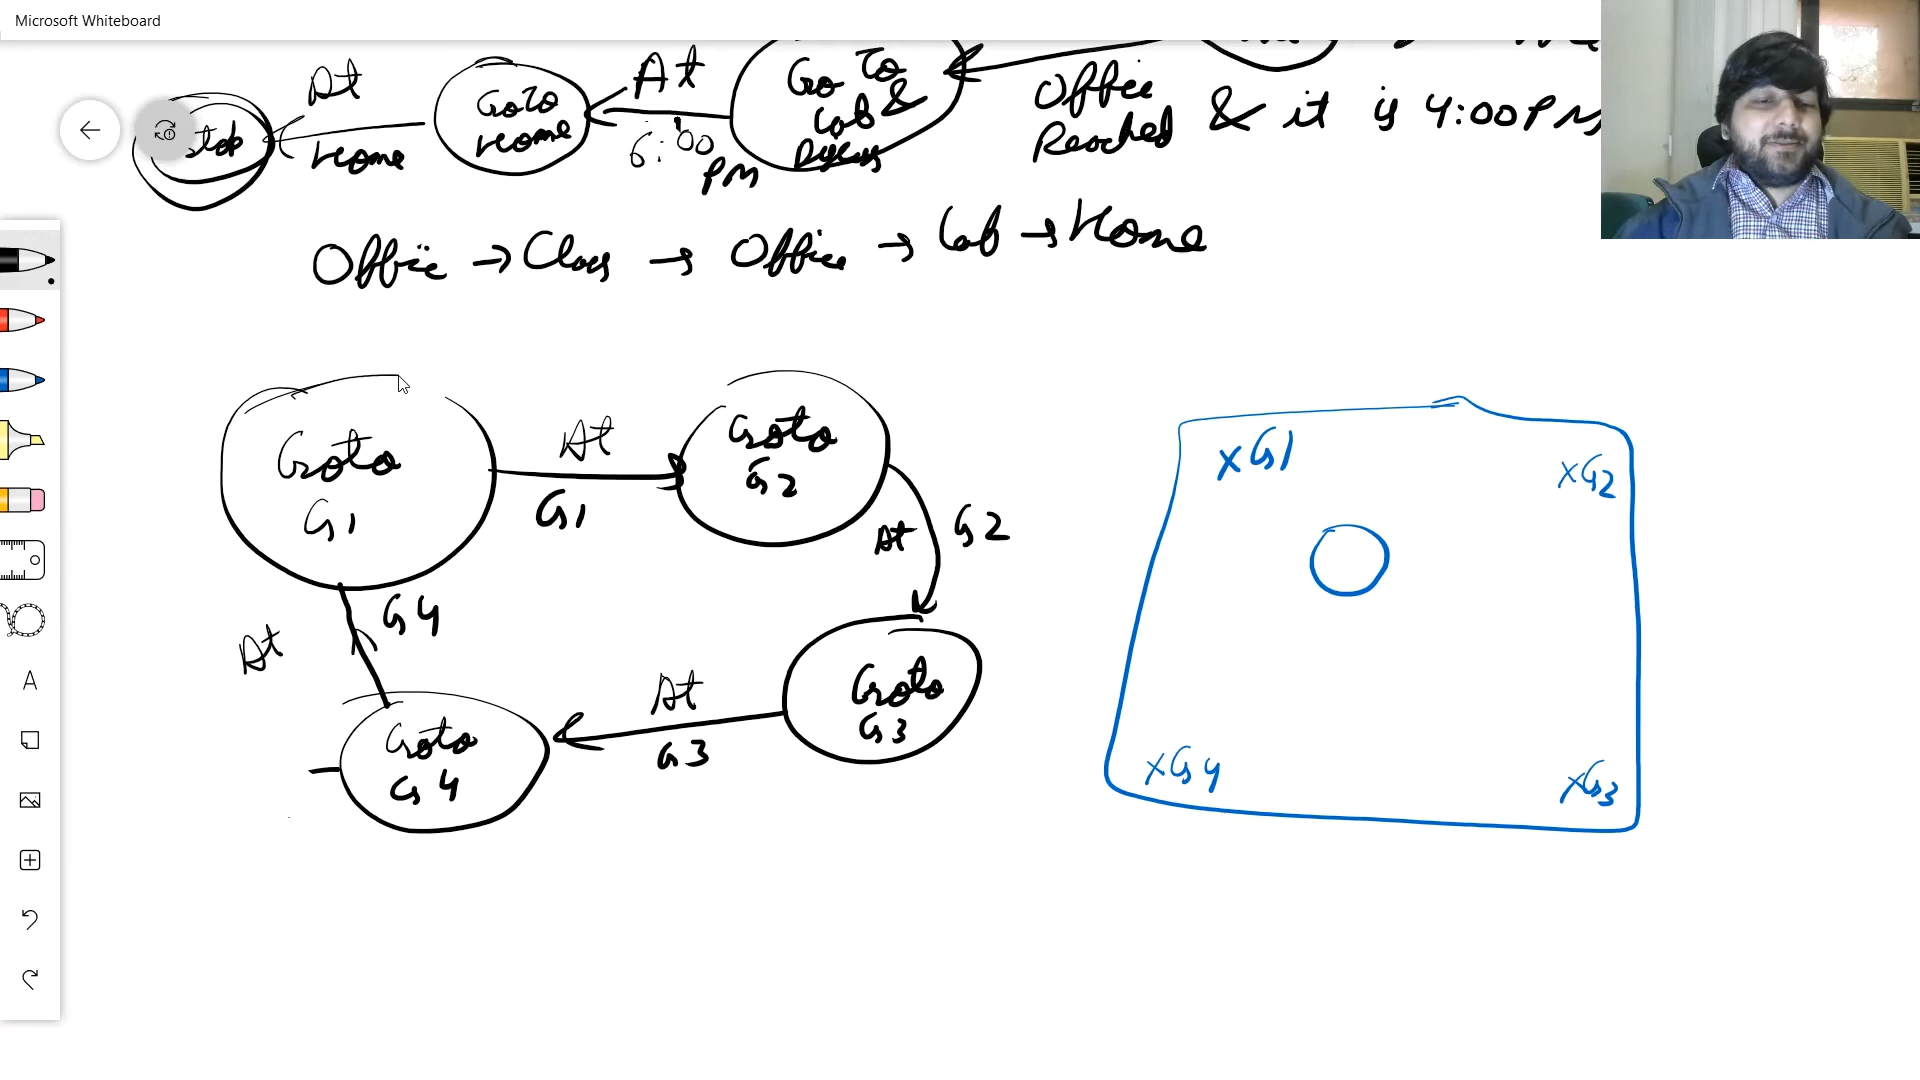 Microsoft Whiteboard
Stop
At
Home
Goto
Home
At
6:00
PM
Go To
Lab &
Office
Reached & it is 4:00 PM
Office → Class → Office → Lab → Home
Goto
G1
At
G1
Goto
G2
At G2
Goto
G3
At
G3
Goto
G4
At
G4
xG1
xG2
xG4
xG3
A